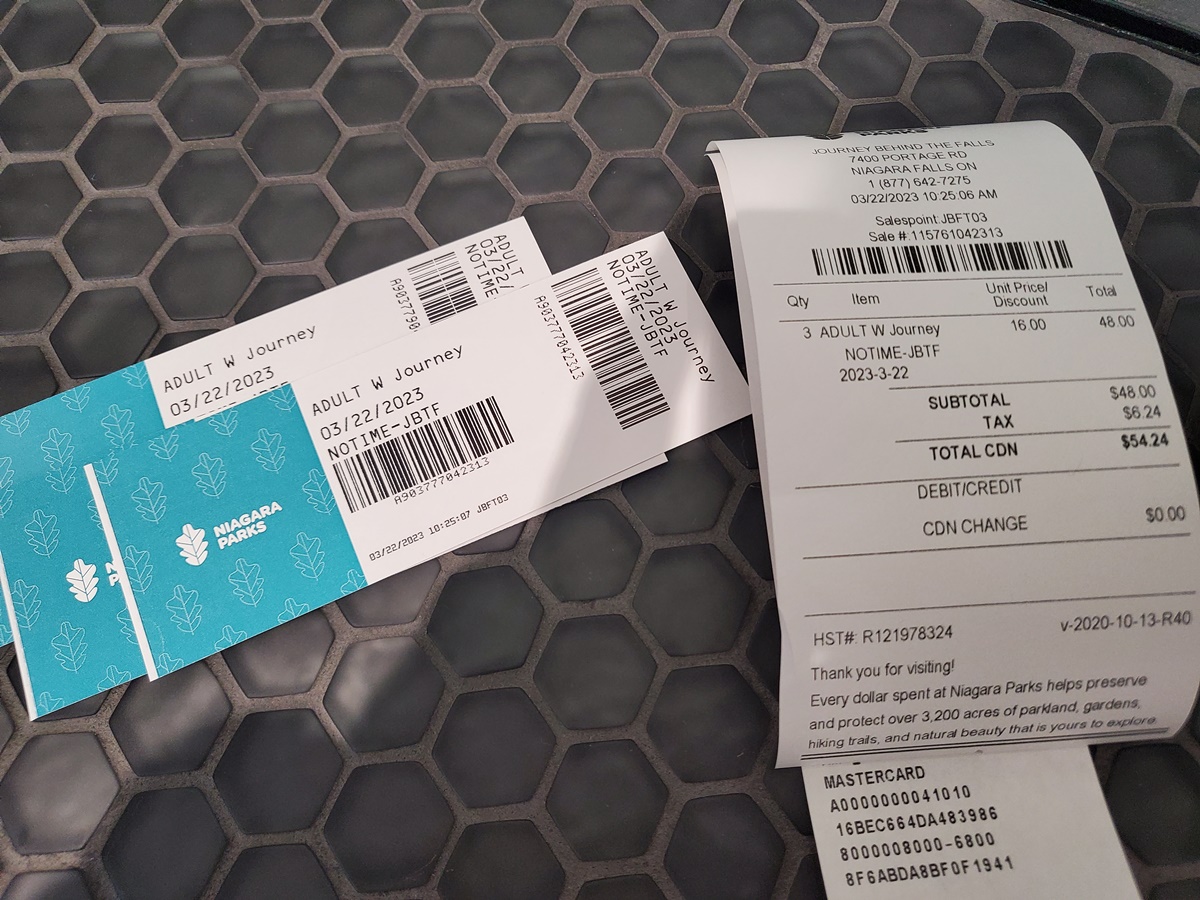 ADULT W Journey
03/22/2023
A9037790
ADULT
03/22/
NOTIME-
ADULT W Journey
03/22/2023
NOTIME-JBTF
A903777042313
03/22/2023 10:25:07 JBFT03
A903777042313
ADULT W Journey
03/22/2023
NOTIME-JBTF
NIAGARA
PARKS
N
P
PARKS
JOURNEY BEHIND THE FALLS
7400 PORTAGE RD
NIAGARA FALLS ON
1 (877) 642-7275
03/22/2023 10:25:06 AM
Salespoint:JBFT03
Sale #:115761042313
Qty Item Unit Price/ Total
Discount
3 ADULT W Journey 16.00 48.00
NOTIME-JBTF
2023-3-22
SUBTOTAL $48.00
TAX $6.24
TOTAL CDN $54.24
DEBIT/CREDIT
CDN CHANGE $0.00
HST#: R121978324 v-2020-10-13-R40
Thank you for visiting!
Every dollar spent at Niagara Parks helps preserve
and protect over 3,200 acres of parkland, gardens,
hiking trails, and natural beauty that is yours to explore.
MASTERCARD
A0000000041010
16BEC664DA483986
8000008000-6800
8F6ABDA8BF0F1941